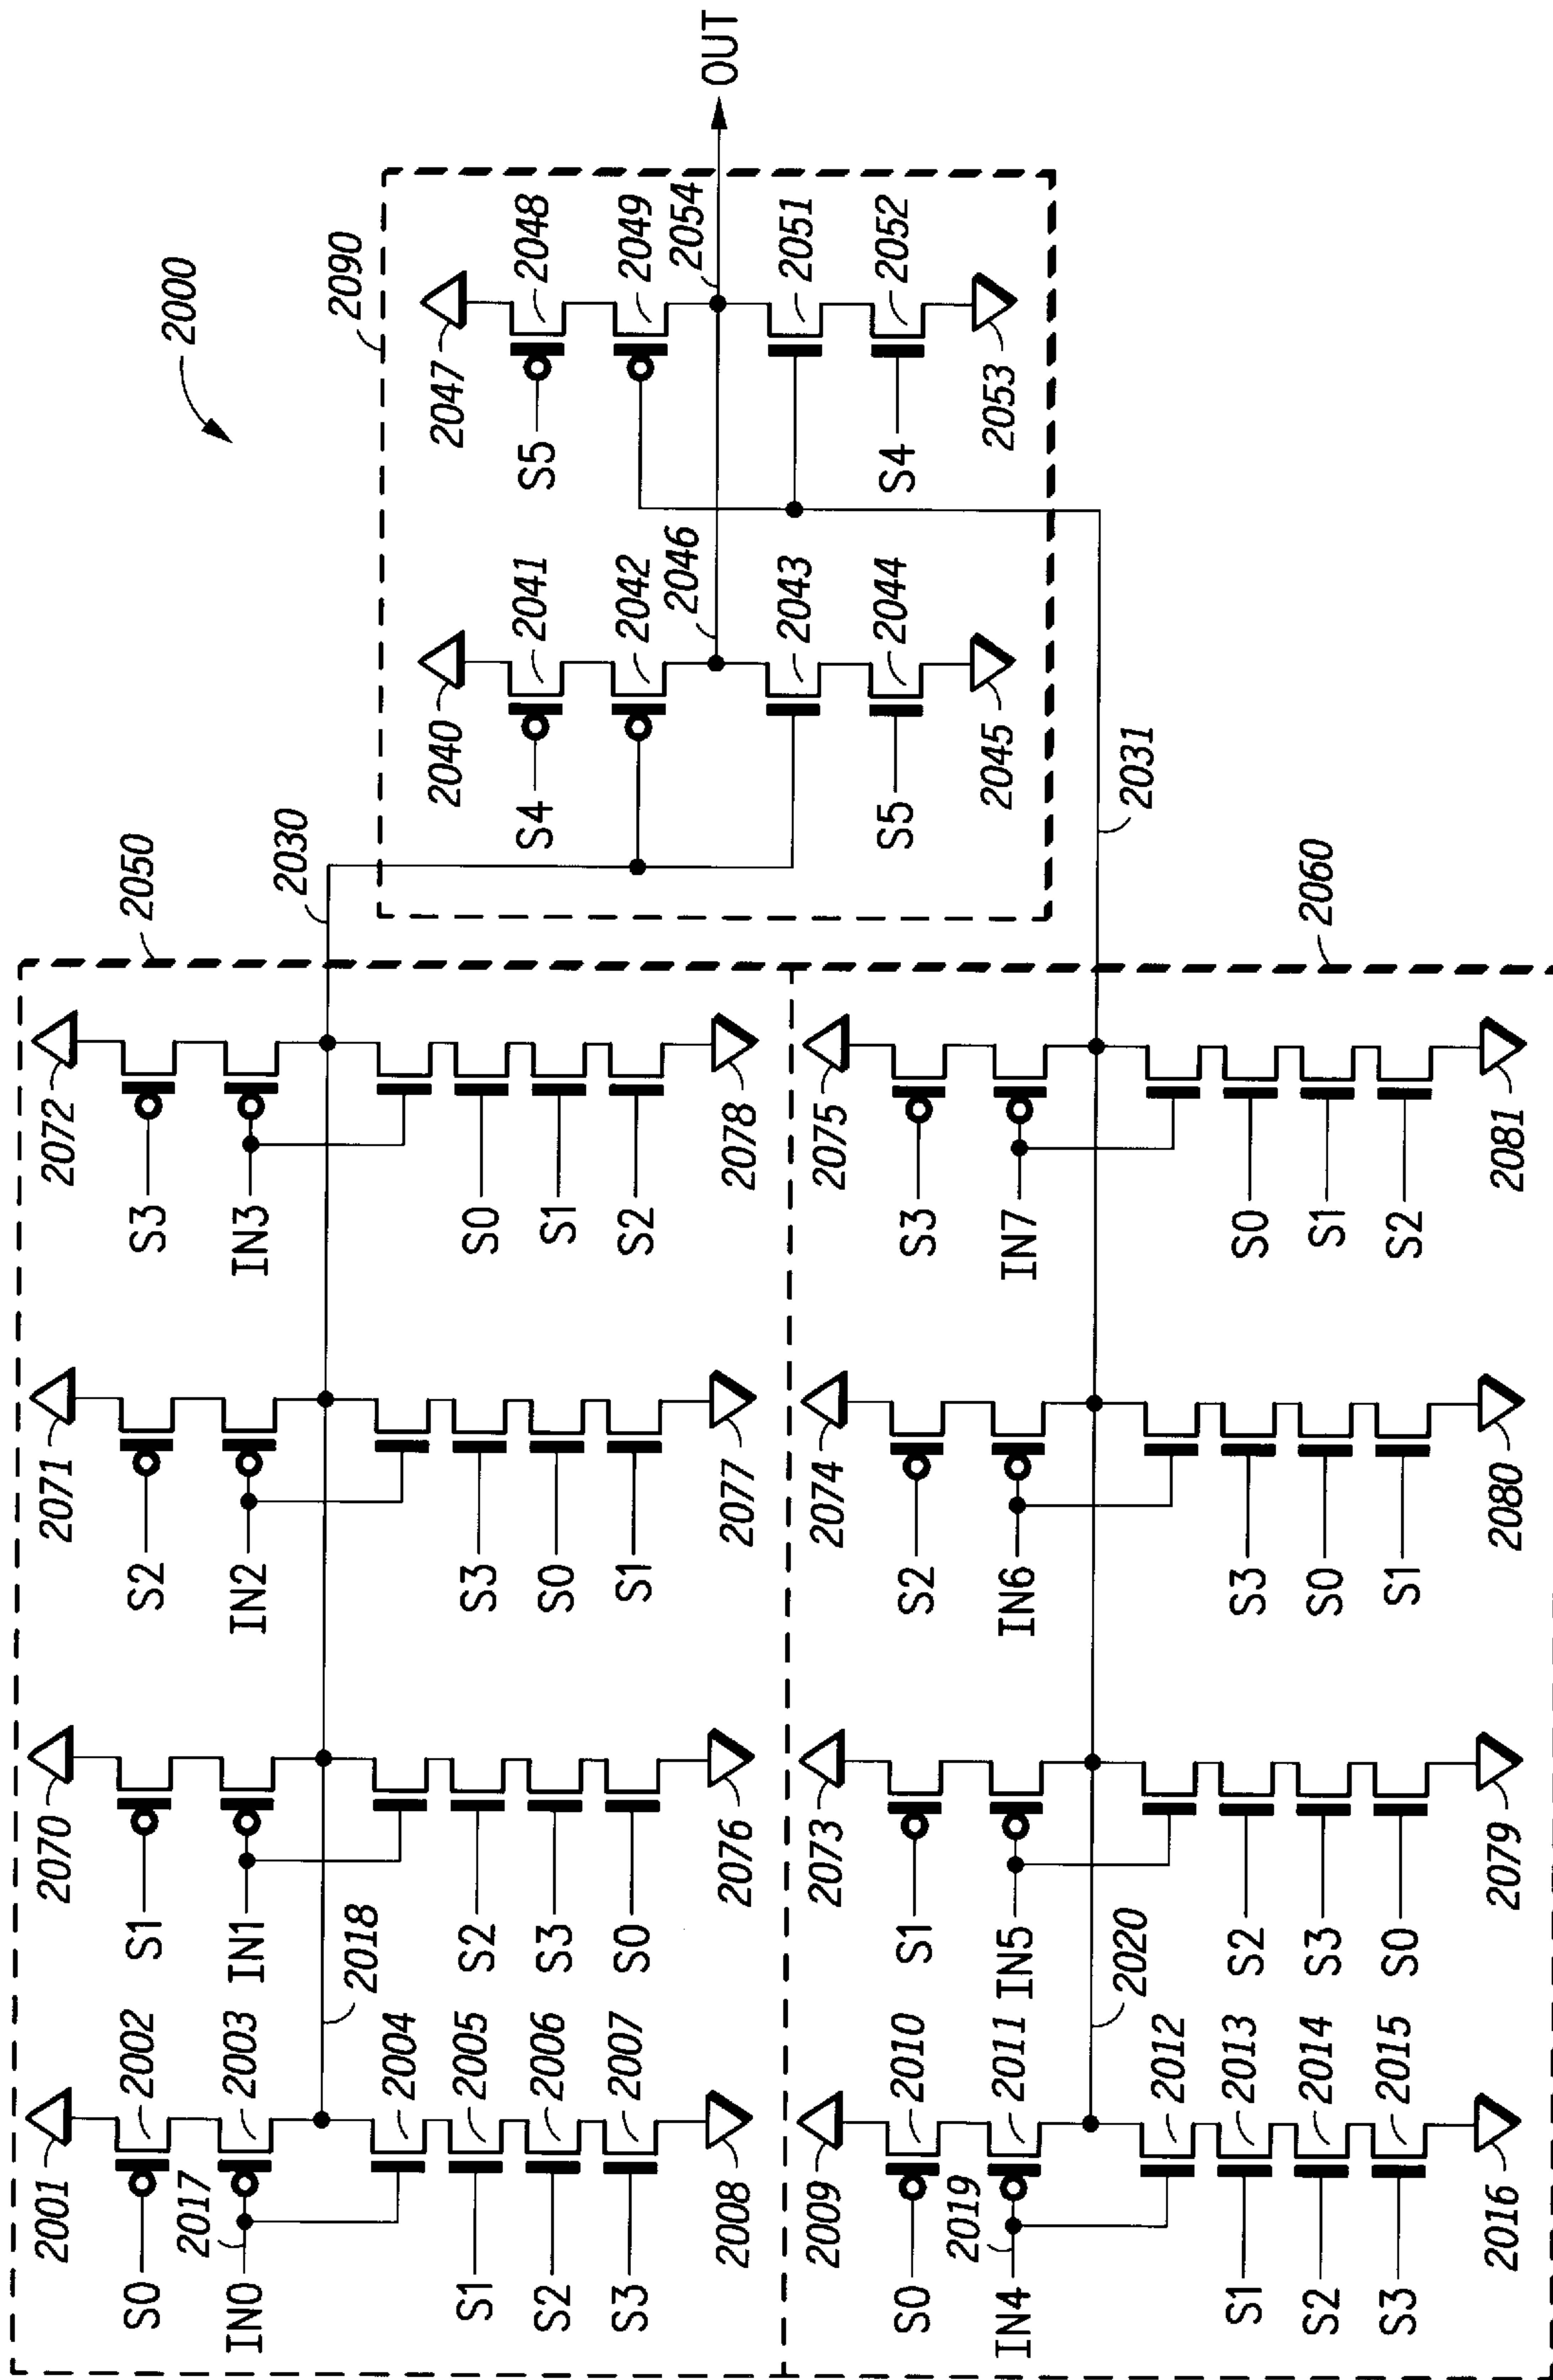 2000
2050
2001
2070
2071
2072
S0
2002
S1
S2
S3
2017
IN0
2003
IN1
IN2
IN3
2018
2030
2004
S1
2005
S2
S3
S0
S2
2006
S3
S0
S1
S3
2007
S0
S1
S2
2008
2076
2077
2078
2009
2073
2074
2075
S0
2010
S1
S2
S3
2019
IN4
2011
IN5
IN6
IN7
2020
2031
2012
S1
2013
S2
S3
S0
S2
2014
S3
S0
S1
S3
2015
S0
S1
S2
2016
2079
2080
2081
2060
2090
2040
2047
S4
2041
S5
2048
2042
2049
2046
2054
OUT
2043
2051
S5
2044
S4
2052
2045
2053